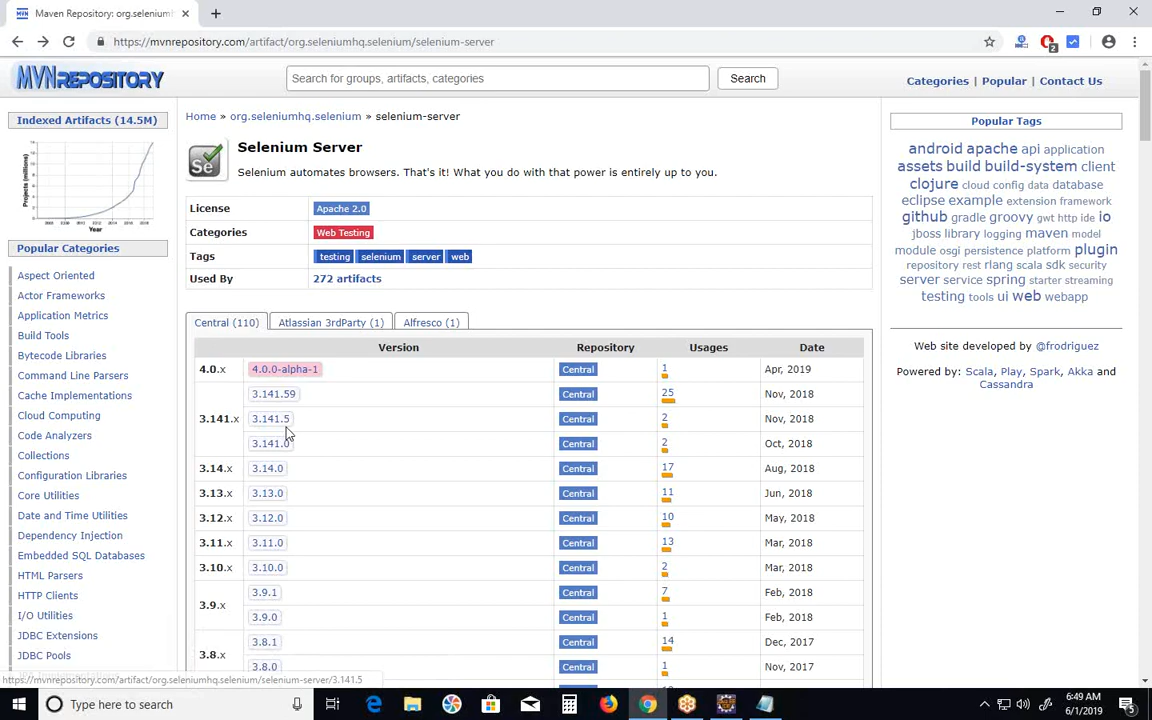 Maven Repository: org.seleniumh
https://mvnrepository.com/artifact/org.seleniumhq.selenium/selenium-server
2
MVNREPOSITORY
Search for groups, artifacts, categories
Search
Categories | Popular | Contact Us
Indexed Artifacts (14.5M)
Projects (millions)
Year
Popular Categories
Aspect Oriented
Actor Frameworks
Application Metrics
Build Tools
Bytecode Libraries
Command Line Parsers
Cache Implementations
Cloud Computing
Code Analyzers
Collections
Configuration Libraries
Core Utilities
Date and Time Utilities
Dependency Injection
Embedded SQL Databases
HTML Parsers
HTTP Clients
I/O Utilities
JDBC Extensions
JDBC Pools
Home » org.seleniumhq.selenium » selenium-server
Se
Selenium Server
Selenium automates browsers. That's it! What you do with that power is entirely up to you.
License Apache 2.0
Categories Web Testing
Tags testing selenium server web
Used By 272 artifacts
Central (110) Atlassian 3rdParty (1) Alfresco (1)
Version Repository Usages Date
4.0.x 4.0.0-alpha-1 Central 1 Apr, 2019
3.141.59 Central 25 Nov, 2018
3.141.x 3.141.5 Central 2 Nov, 2018
3.141.0 Central 2 Oct, 2018
3.14.x 3.14.0 Central 17 Aug, 2018
3.13.x 3.13.0 Central 11 Jun, 2018
3.12.x 3.12.0 Central 10 May, 2018
3.11.x 3.11.0 Central 13 Mar, 2018
3.10.x 3.10.0 Central 2 Mar, 2018
3.9.x
3.9.1 Central 7 Feb, 2018
3.9.0 Central 1 Feb, 2018
3.8.x
3.8.1 Central 14 Dec, 2017
3.8.0 Central 1 Nov, 2017
Popular Tags
android apache api application
assets build build-system client
clojure cloud config data database
eclipse example extension framework
github gradle groovy gwt http ide io
jboss library logging maven model
module osgi persistence platform plugin
repository rest rlang scala sdk security
server service spring starter streaming
testing tools ui web webapp
Web site developed by @frodriguez
Powered by: Scala, Play, Spark, Akka and
Cassandra
https://mvnrepository.com/artifact/org.seleniumhq.selenium/selenium-server/3.141.5
Type here to search
6:49 AM
6/1/2019
5